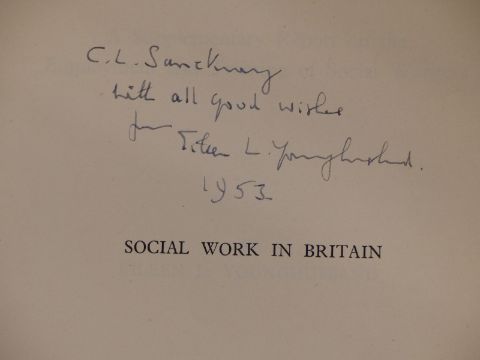 C. L. Sanctuary
with all good wishes
from Eileen L. Younghusband.
1953
SOCIAL WORK IN BRITAIN